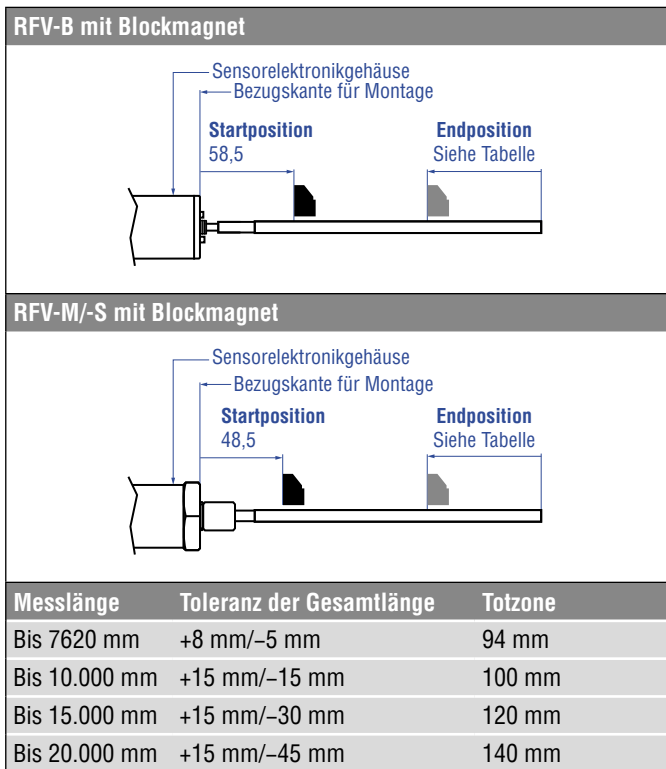 RFV-B mit Blockmagnet
Sensorelektronikgehäuse
Bezugskante für Montage
Startposition
58,5
Endposition
Siehe Tabelle
RFV-M/-S mit Blockmagnet
Sensorelektronikgehäuse
Bezugskante für Montage
Startposition
48,5
Endposition
Siehe Tabelle
Messlänge Toleranz der Gesamtlänge Totzone
Bis 7620 mm +8 mm/−5 mm 94 mm
Bis 10.000 mm +15 mm/−15 mm 100 mm
Bis 15.000 mm +15 mm/−30 mm 120 mm
Bis 20.000 mm +15 mm/−45 mm 140 mm